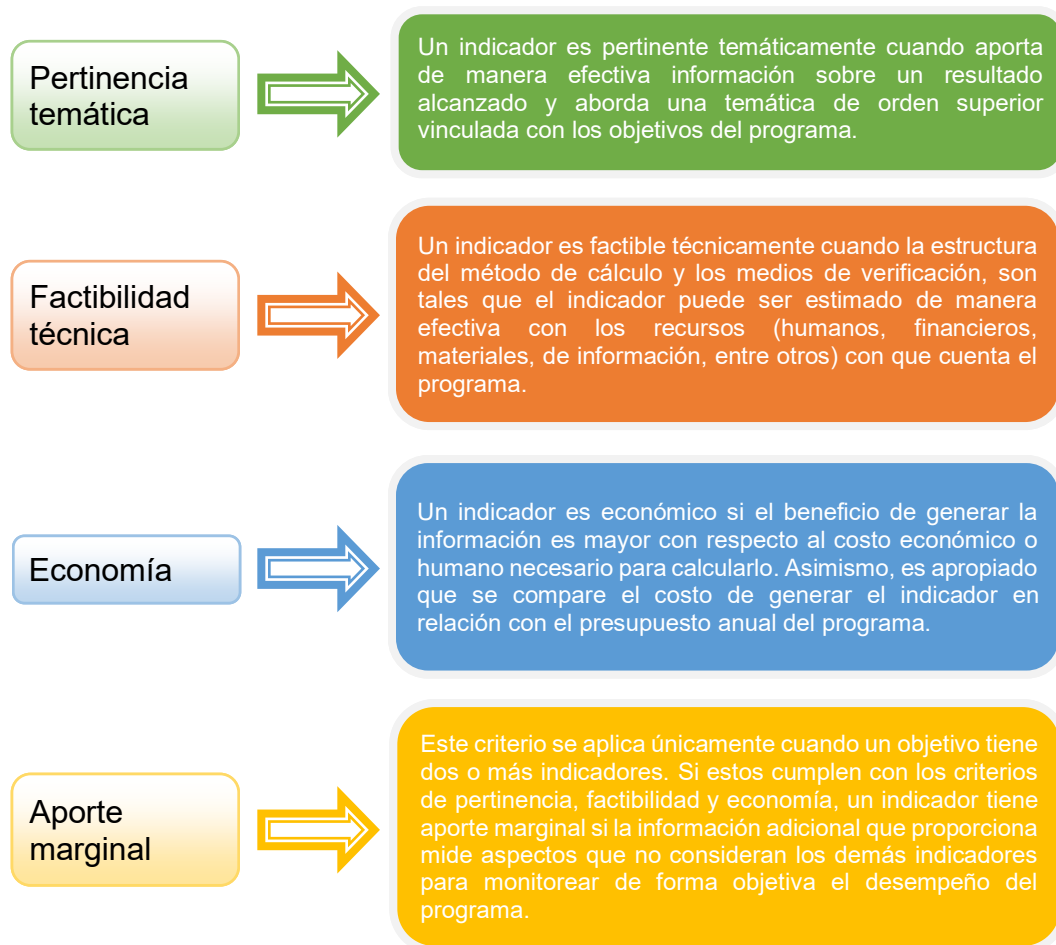 Pertinencia
temática
Un indicador es pertinente temáticamente cuando aporta
de manera efectiva información sobre un resultado
alcanzado y aborda una temática de orden superior
vinculada con los objetivos del programa.
Factibilidad
técnica
Un indicador es factible técnicamente cuando la estructura
del método de cálculo y los medios de verificación, son
tales que el indicador puede ser estimado de manera
efectiva con los recursos (humanos, financieros,
materiales, de información, entre otros) con que cuenta el
programa.
Economía
Un indicador es económico si el beneficio de generar la
información es mayor con respecto al costo económico o
humano necesario para calcularlo. Asimismo, es apropiado
que se compare el costo de generar el indicador en
relación con el presupuesto anual del programa.
Aporte
marginal
Este criterio se aplica únicamente cuando un objetivo tiene
dos o más indicadores. Si estos cumplen con los criterios
de pertinencia, factibilidad y economía, un indicador tiene
aporte marginal si la información adicional que proporciona
mide aspectos que no consideran los demás indicadores
para monitorear de forma objetiva el desempeño del
programa.